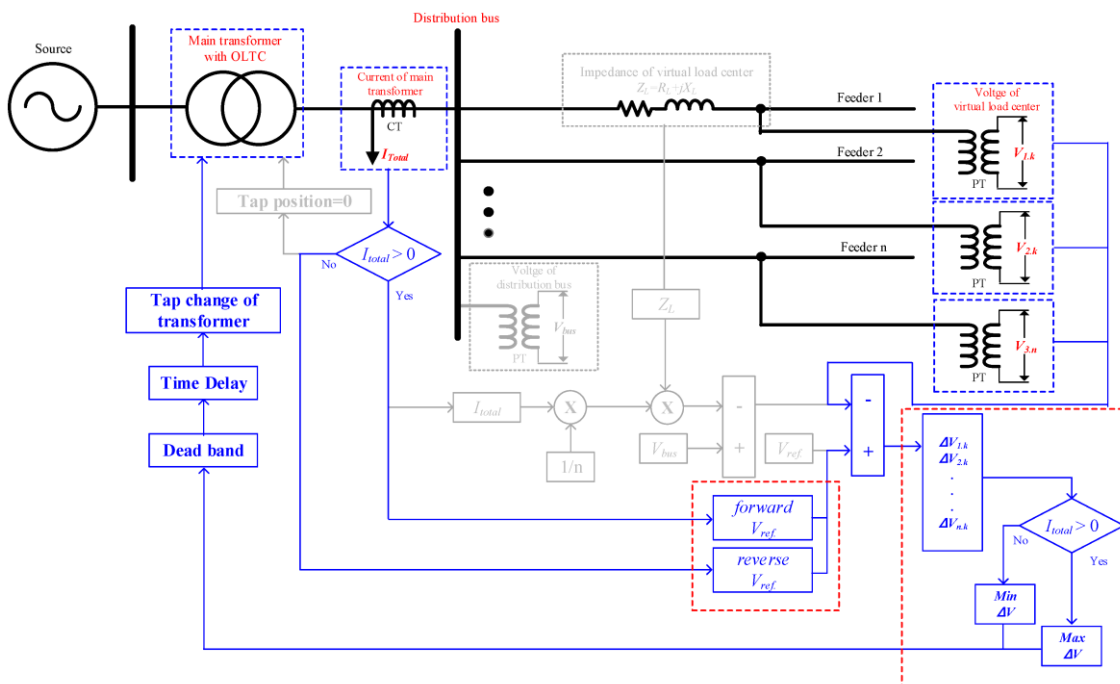 Distribution bus
Source
Main transformer
with OLTC
Current of main
transformer
CT
I_Total
Impedance of virtual load center
Z_L=R_L+jX_L
Feeder 1
Voltge of
virtual load center
V_1.k
PT
Feeder 2
Tap position=0
V_2.k
PT
I_total > 0
No
Yes
Feeder n
Voltge of
distribution bus
V_bus
PT
Z_L
V_3.n
PT
Tap change of
transformer
Time Delay
Dead band
I_total
X
X
1/n
V_bus
-
+
V_ref.
-
+
ΔV_1.k
ΔV_2.k
.
.
.
ΔV_n.k
forward
V_ref.
reverse
V_ref.
I_total > 0
No
Yes
Min
ΔV
Max
ΔV